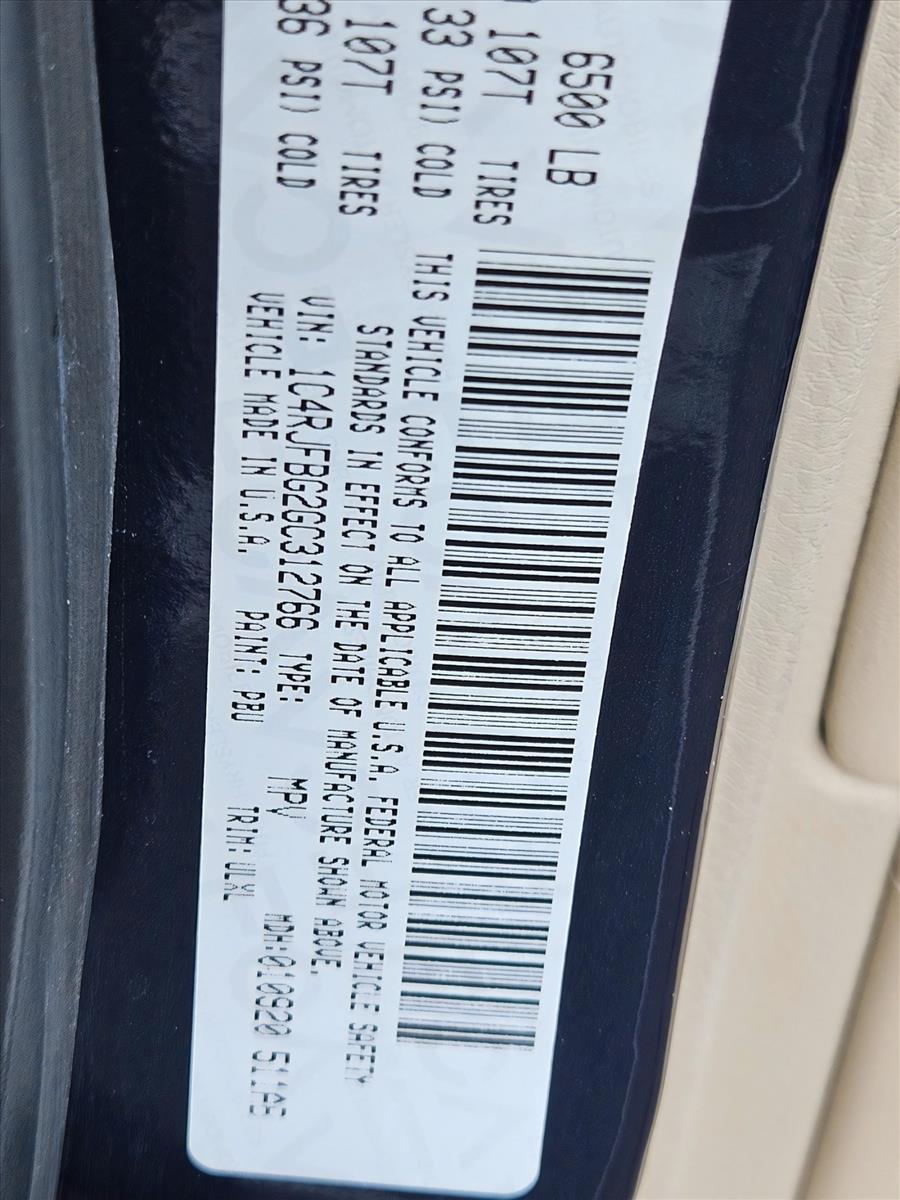 6500 LB
107T TIRES
33 PSI) COLD
107T TIRES
36 PSI) COLD
THIS VEHICLE CONFORMS TO ALL APPLICABLE U.S.A. FEDERAL MOTOR VEHICLE SAFETY
STANDARDS IN EFFECT ON THE DATE OF MANUFACTURE SHOWN ABOVE.
VIN: 1C4RJFBG2GC312766 TYPE: MPV MDH:010920 511AB
VEHICLE MADE IN U.S.A. PAINT: PBU TRIM:ULXL